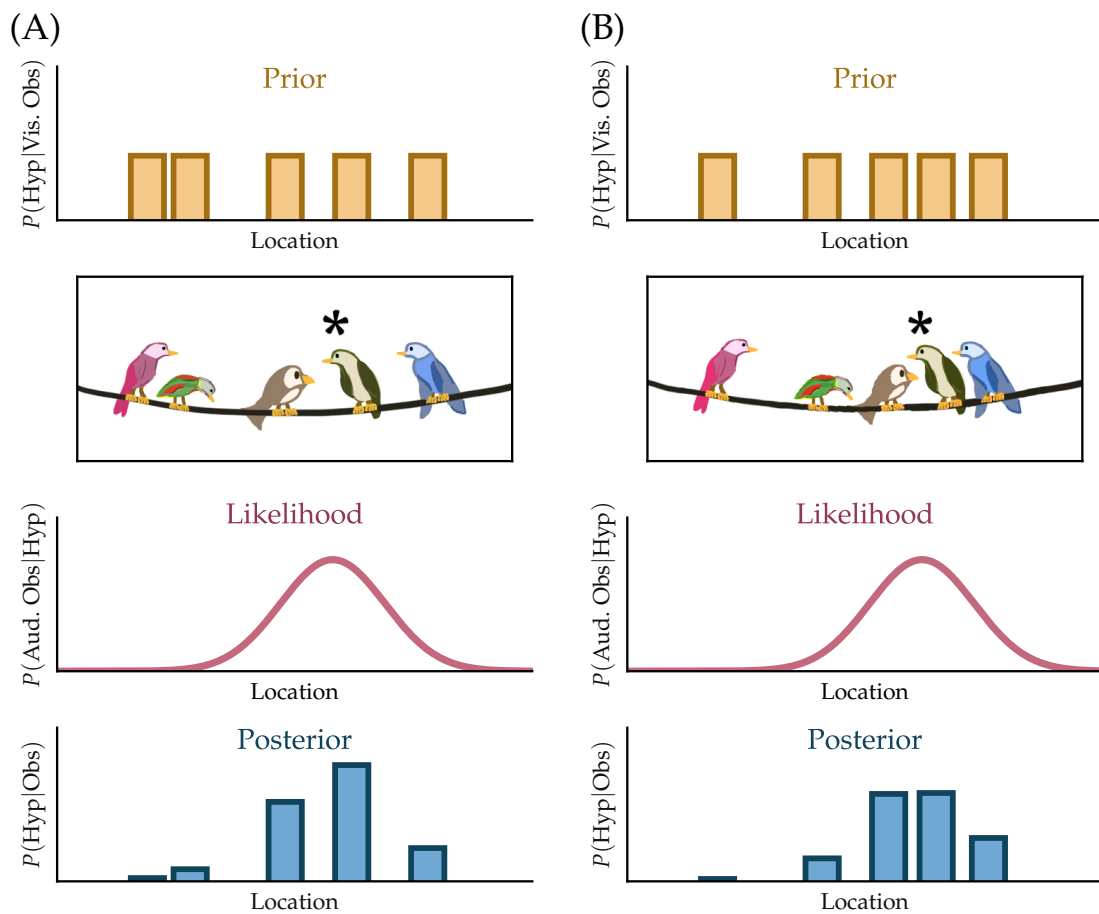 (A)
Prior
P(Hyp|Vis. Obs)
Location
*
Likelihood
P(Aud. Obs|Hyp)
Location
Posterior
P(Hyp|Obs)
Location
(B)
Prior
P(Hyp|Vis. Obs)
Location
*
Likelihood
P(Aud. Obs|Hyp)
Location
Posterior
P(Hyp|Obs)
Location